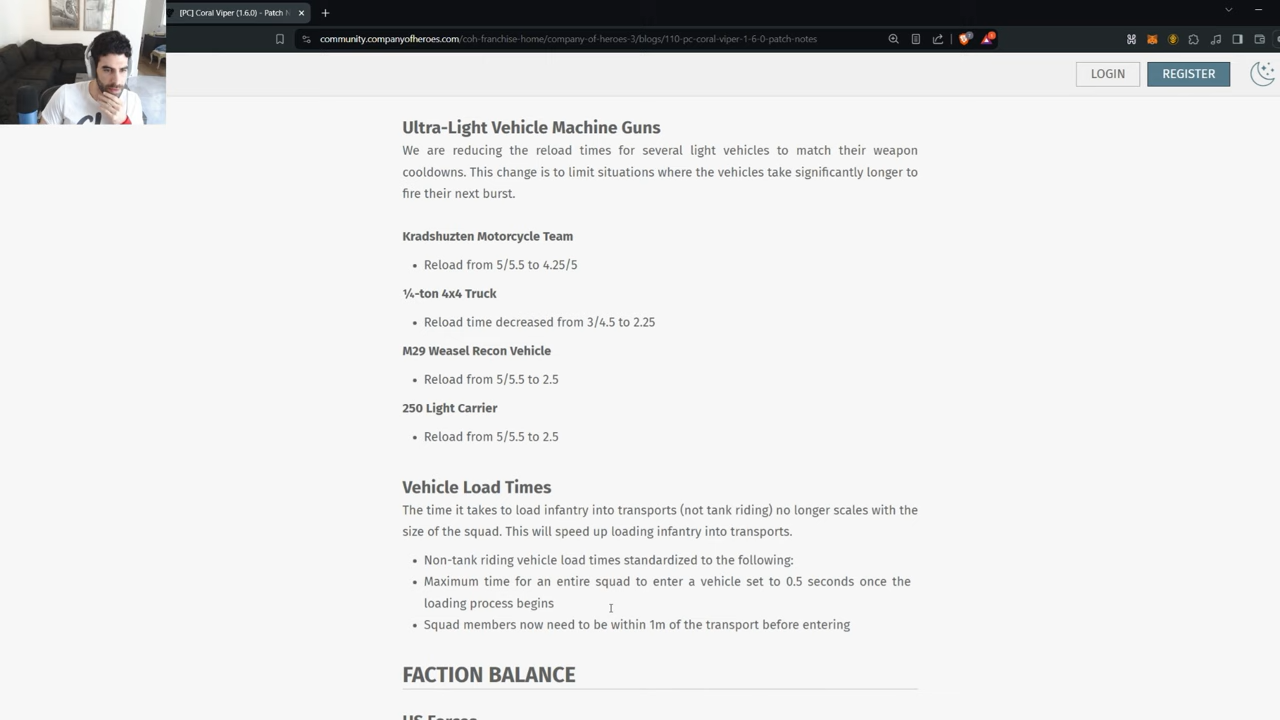 [PC] Coral Viper (1.6.0) - Patch N
community.companyofheroes.com/coh-franchise-home/company-of-heroes-3/blogs/110-pc-coral-viper-1-6-0-patch-notes
LOGIN
REGISTER
Ultra-Light Vehicle Machine Guns
We are reducing the reload times for several light vehicles to match their weapon
cooldowns. This change is to limit situations where the vehicles take significantly longer to
fire their next burst.
Kradshuzten Motorcycle Team
• Reload from 5/5.5 to 4.25/5
¼-ton 4x4 Truck
• Reload time decreased from 3/4.5 to 2.25
M29 Weasel Recon Vehicle
• Reload from 5/5.5 to 2.5
250 Light Carrier
• Reload from 5/5.5 to 2.5
Vehicle Load Times
The time it takes to load infantry into transports (not tank riding) no longer scales with the
size of the squad. This will speed up loading infantry into transports.
• Non-tank riding vehicle load times standardized to the following:
• Maximum time for an entire squad to enter a vehicle set to 0.5 seconds once the
loading process begins
• Squad members now need to be within 1m of the transport before entering
FACTION BALANCE
US Forces